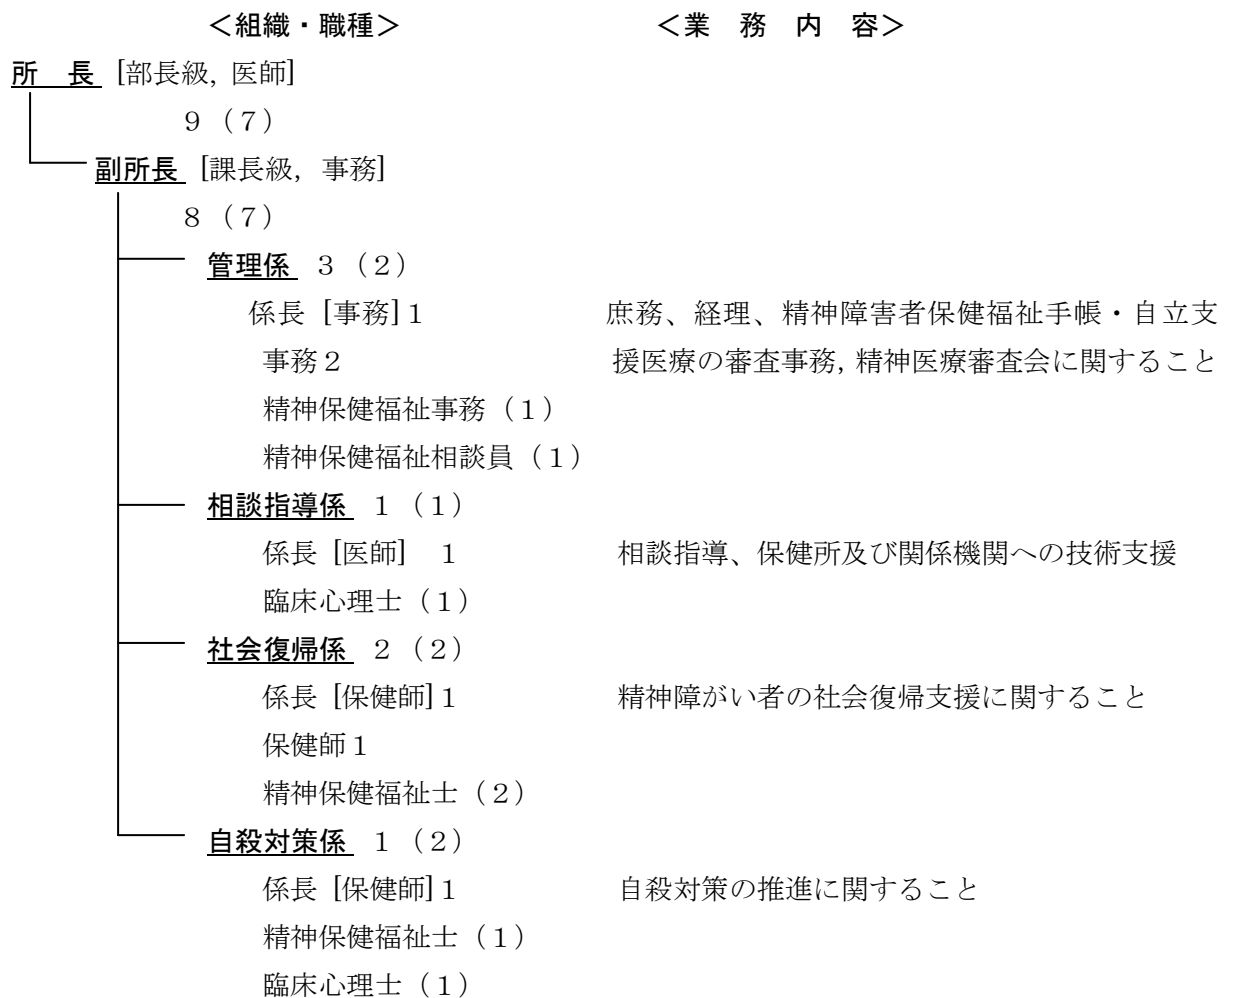 ＜組織・職種＞　＜業　務　内　容＞
所　長 [部長級, 医師]
９（７）
副所長 [課長級, 事務]
８（７）
管理係 ３（２）
係長 [事務]１　庶務、経理、精神障害者保健福祉手帳・自立支
事務２　援医療の審査事務, 精神医療審査会に関すること
精神保健福祉事務（１）
精神保健福祉相談員（１）
相談指導係 １（１）
係長 [医師]　１　相談指導、保健所及び関係機関への技術支援
臨床心理士（１）
社会復帰係 ２（２）
係長 [保健師]１　精神障がい者の社会復帰支援に関すること
保健師１
精神保健福祉士（２）
自殺対策係 １（２）
係長 [保健師]１　自殺対策の推進に関すること
精神保健福祉士（１）
臨床心理士（１）